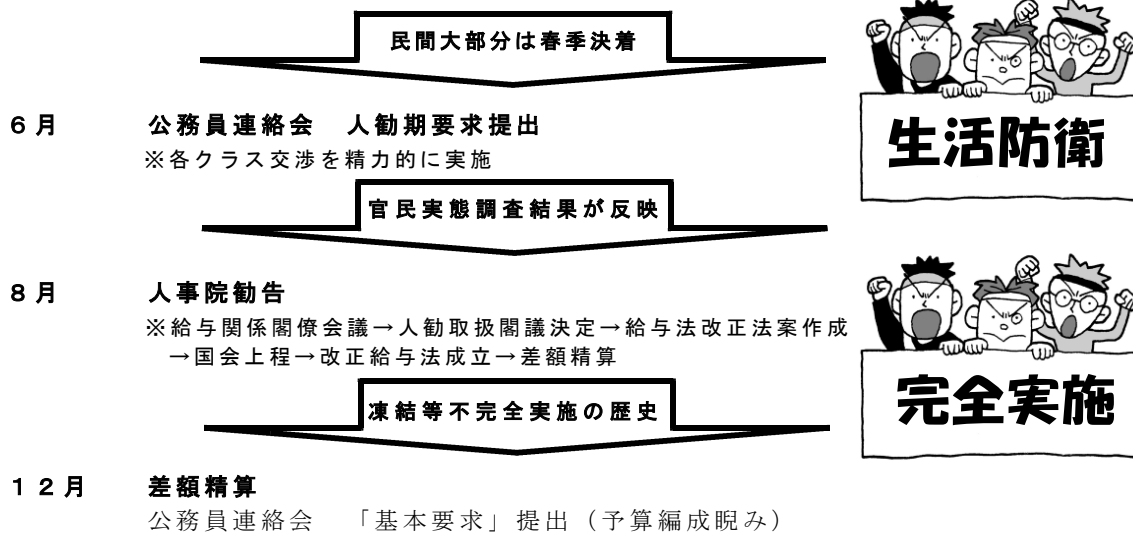 民間大部分は春季決着
6月 公務員連絡会 人勧期要求提出
※各クラス交渉を精力的に実施
生活防衛
官民実態調査結果が反映
8月 人事院勧告
※給与関係閣僚会議→人勧取扱閣議決定→給与法改正法案作成
→国会上程→改正給与法成立→差額精算
完全実施
凍結等不完全実施の歴史
12月 差額精算
公務員連絡会 「基本要求」提出（予算編成睨み）